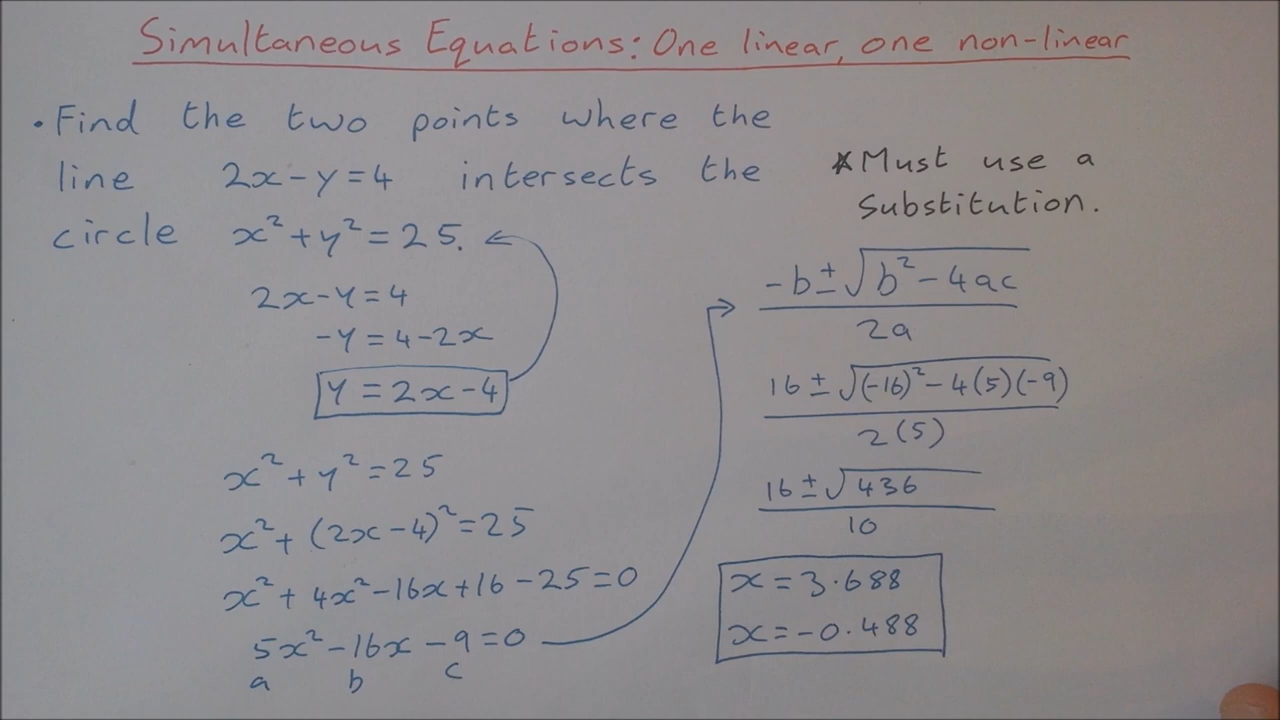 Simultaneous Equations: One linear, one non-linear
• Find the two points where the
line 2x-y=4 intersects the
circle x²+y²=25.
2x-y=4
-y=4-2x
y=2x-4
x²+y²=25
x²+(2x-4)²=25
x²+4x²-16x+16-25=0
5x²-16x-9=0
a b c
*Must use a
substitution.
-b±√b²-4ac
2a
16±√(-16)²-4(5)(-9)
2(5)
16±√436
10
x=3.688
x=-0.488